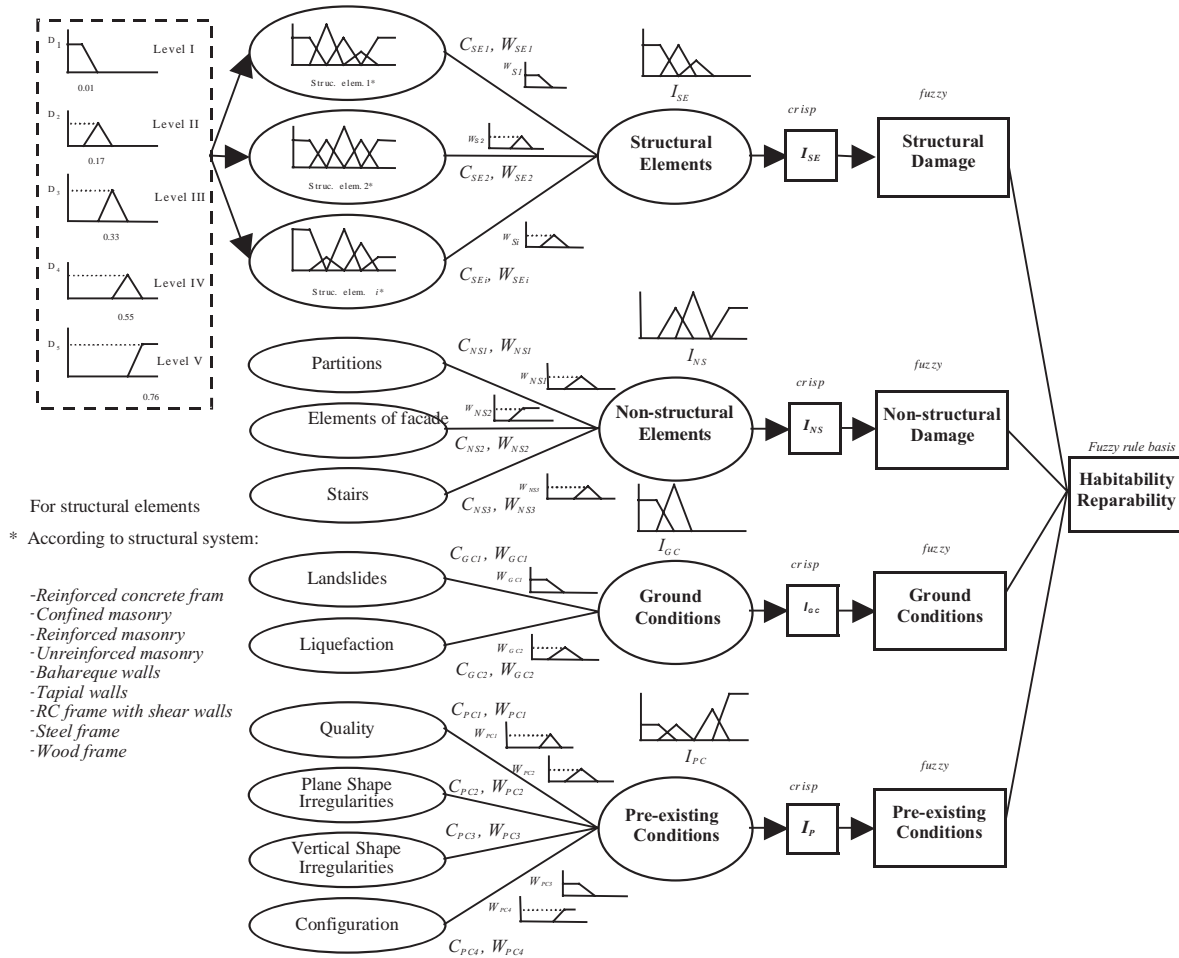 D1
Level I
0.01
D2
Level II
0.17
D3
Level III
0.33
D4
Level IV
0.55
D5
Level V
0.76
Struc. elem.1*
Struc. elem.2*
Struc. elem. i*
CSE1, WSE1
WS1
WS2
CSE2, WSE2
WSi
CSEi, WSEi
ISE
Structural
Elements
crisp
ISE
fuzzy
Structural
Damage
Partitions
Elements of facade
Stairs
CNS1, WNS1
WNS1
WNS2
CNS2, WNS2
WNS3
CNS3, WNS3
INS
Non-structural
Elements
crisp
INS
fuzzy
Non-structural
Damage
Fuzzy rule basis
Habitability
Reparability
For structural elements
* According to structural system:
-Reinforced concrete fram
-Confined masonry
-Reinforced masonry
-Unreinforced masonry
-Bahareque walls
-Tapial walls
-RC frame with shear walls
-Steel frame
-Wood frame
Landslides
Liquefaction
CGC1, WGC1
WGC1
WGC2
CGC2, WGC2
IGC
Ground
Conditions
crisp
IGC
fuzzy
Ground
Conditions
Quality
Plane Shape
Irregularities
Vertical Shape
Irregularities
Configuration
CPC1, WPC1
WPC1
WPC2
CPC2, WPC2
CPC3, WPC3
WPC3
WPC4
CPC4, WPC4
IPC
Pre-existing
Conditions
crisp
IP
fuzzy
Pre-existing
Conditions